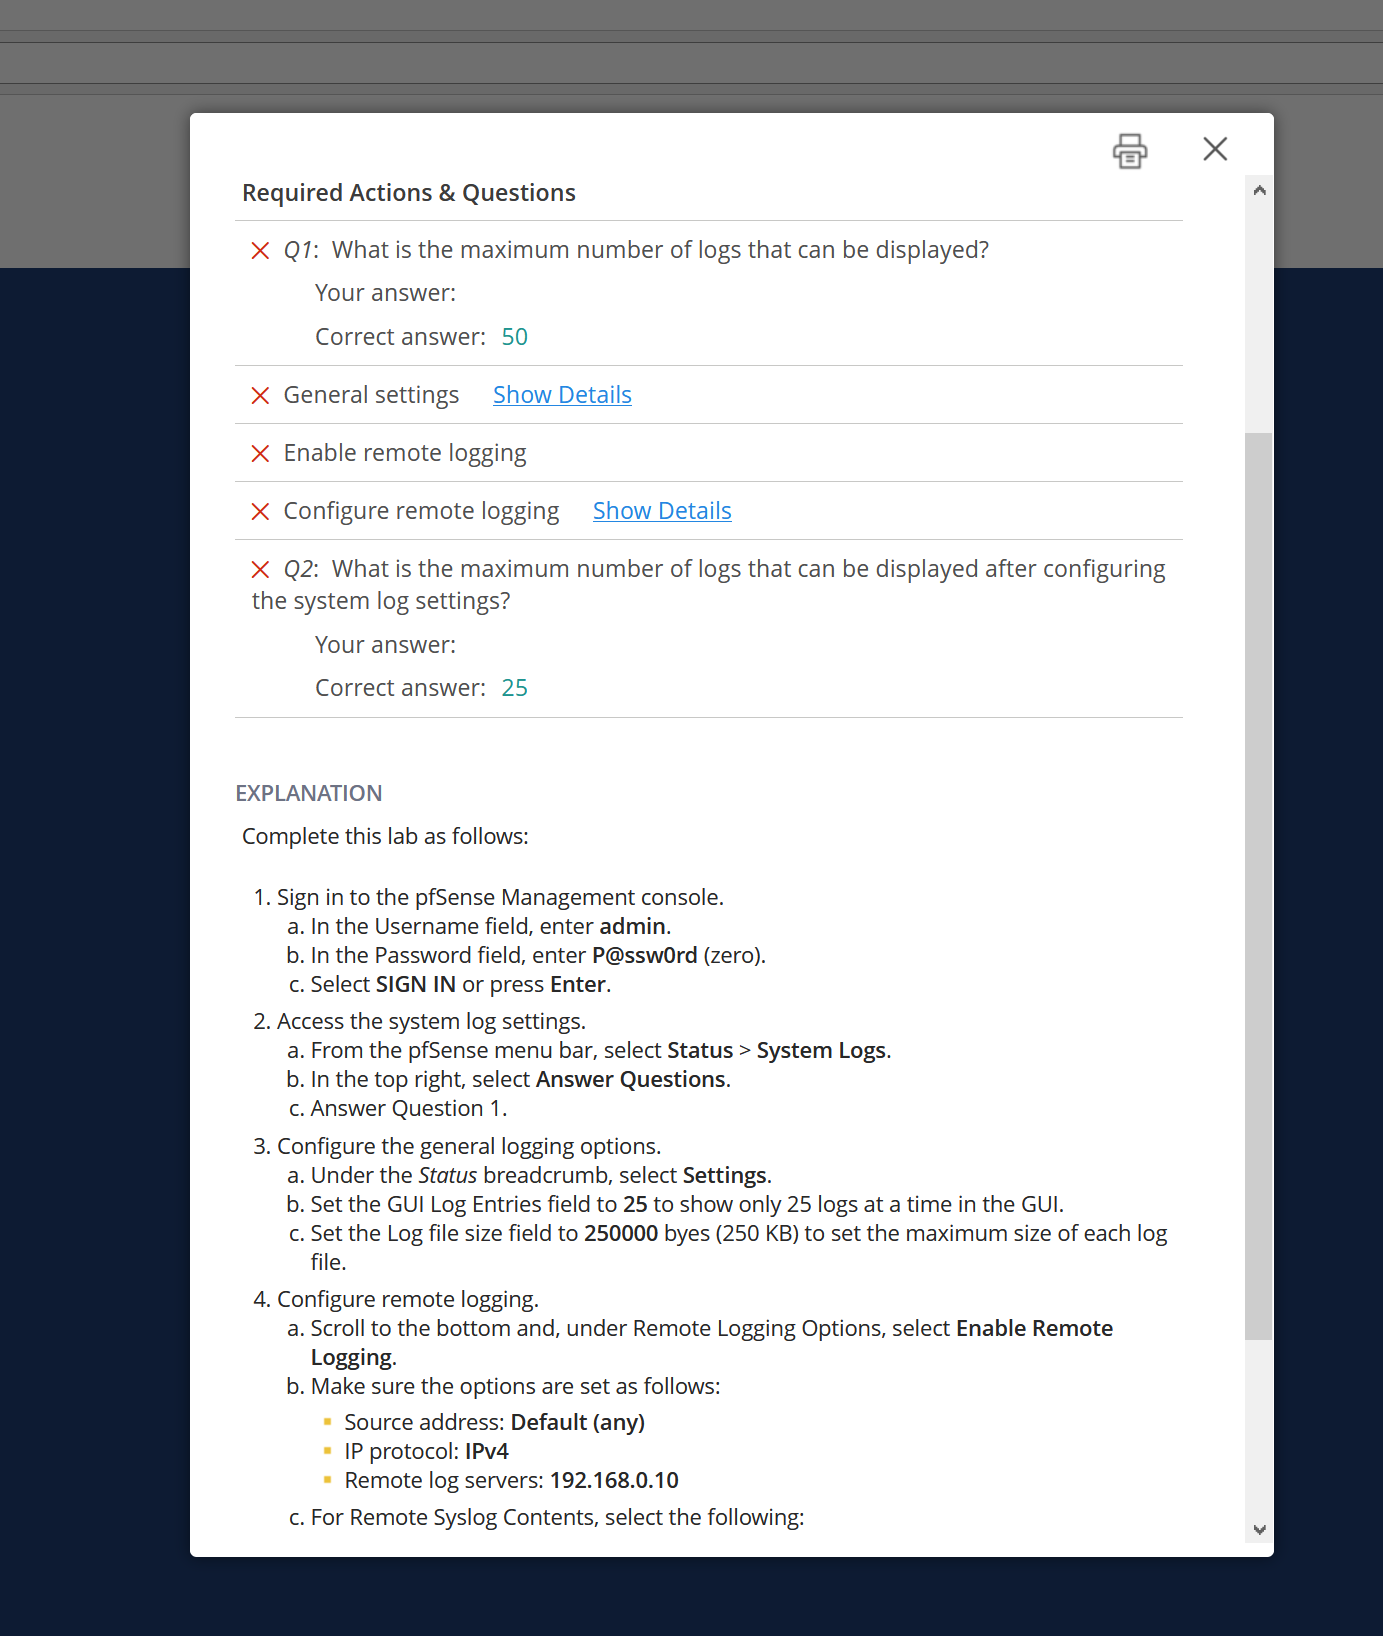 Required Actions & Questions
Q1: What is the maximum number of logs that can be displayed?
Your answer:
Correct answer: 50
General settings Show Details
Enable remote logging
Configure remote logging Show Details
Q2: What is the maximum number of logs that can be displayed after configuring
the system log settings?
Your answer:
Correct answer: 25
EXPLANATION
Complete this lab as follows:
1. Sign in to the pfSense Management console.
a. In the Username field, enter admin.
b. In the Password field, enter P@ssw0rd (zero).
c. Select SIGN IN or press Enter.
2. Access the system log settings.
a. From the pfSense menu bar, select Status > System Logs.
b. In the top right, select Answer Questions.
c. Answer Question 1.
3. Configure the general logging options.
a. Under the Status breadcrumb, select Settings.
b. Set the GUI Log Entries field to 25 to show only 25 logs at a time in the GUI.
c. Set the Log file size field to 250000 byes (250 KB) to set the maximum size of each log
file.
4. Configure remote logging.
a. Scroll to the bottom and, under Remote Logging Options, select Enable Remote
Logging.
b. Make sure the options are set as follows:
Source address: Default (any)
IP protocol: IPv4
Remote log servers: 192.168.0.10
c. For Remote Syslog Contents, select the following: